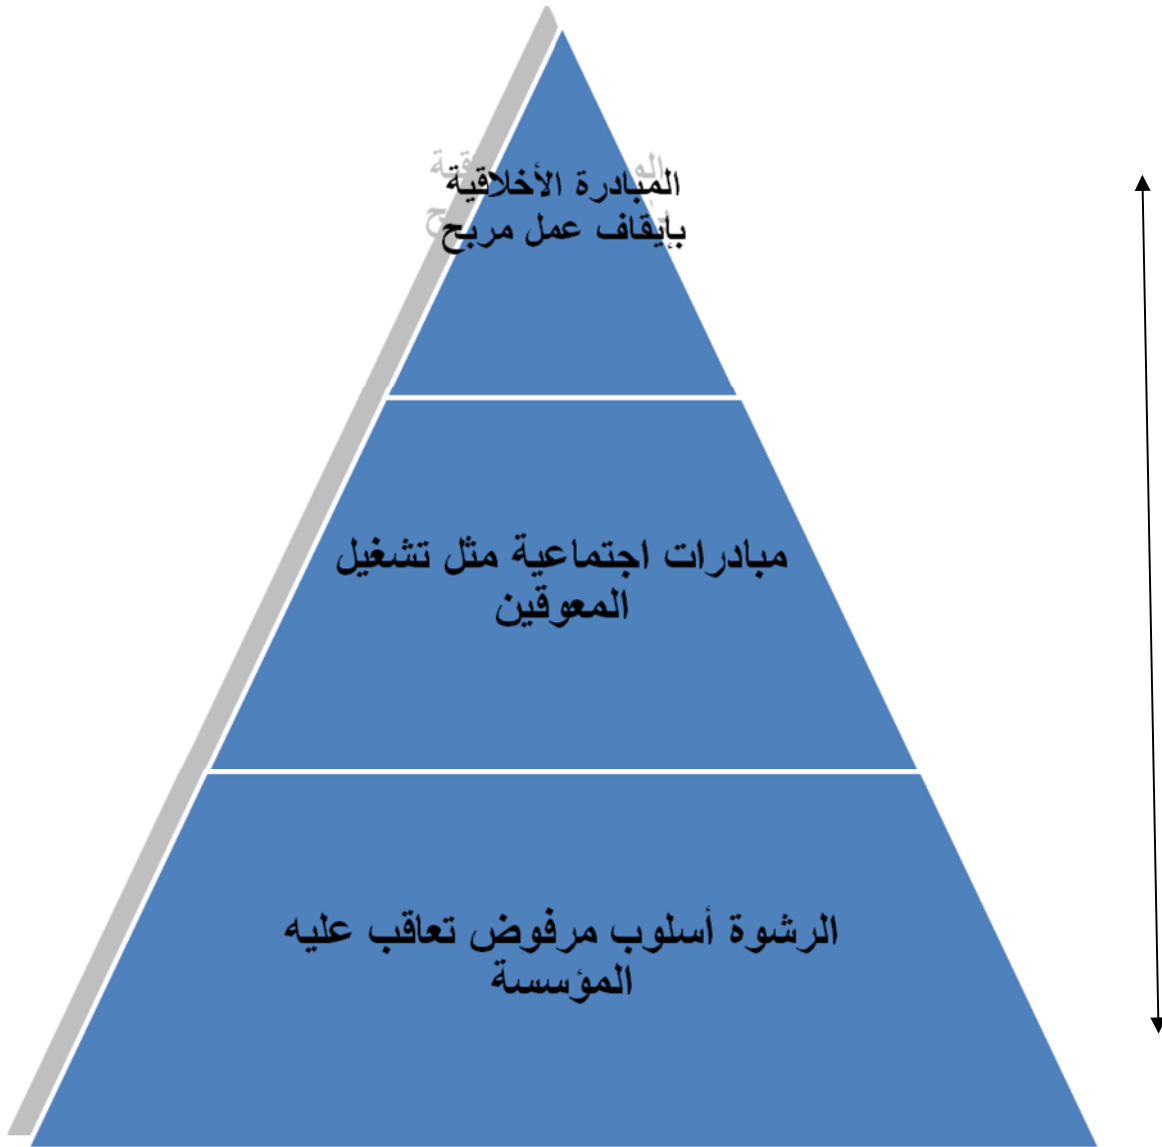 المبادرة الأخلاقية
بإيقاف عمل مربح
مبادرات اجتماعية مثل تشغيل
المعوقين
الرشوة أسلوب مرفوض تعاقب عليه
المؤسسة